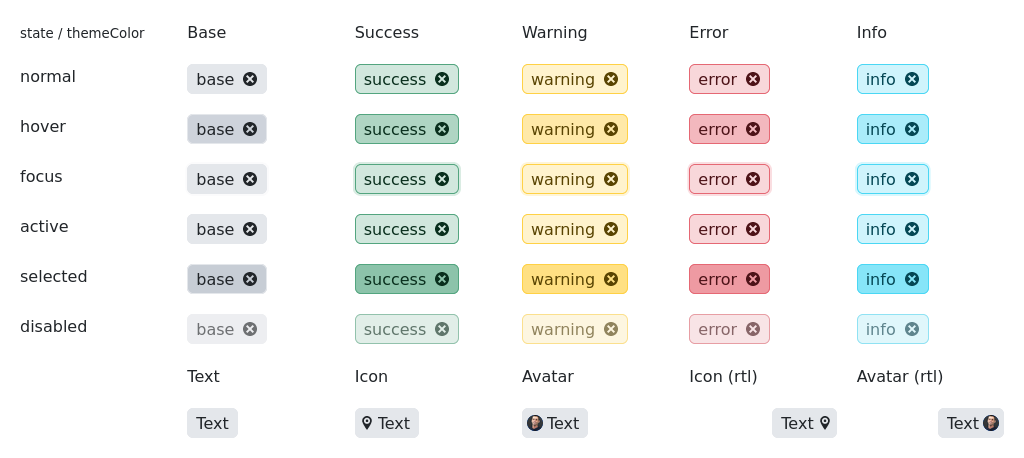 state / themeColor Base Success Warning Error Info
normal base success warning error info
hover base success warning error info
focus base success warning error info
active base success warning error info
selected base success warning error info
disabled base success warning error info
Text Icon Avatar Icon (rtl) Avatar (rtl)
Text Text Text Text Text